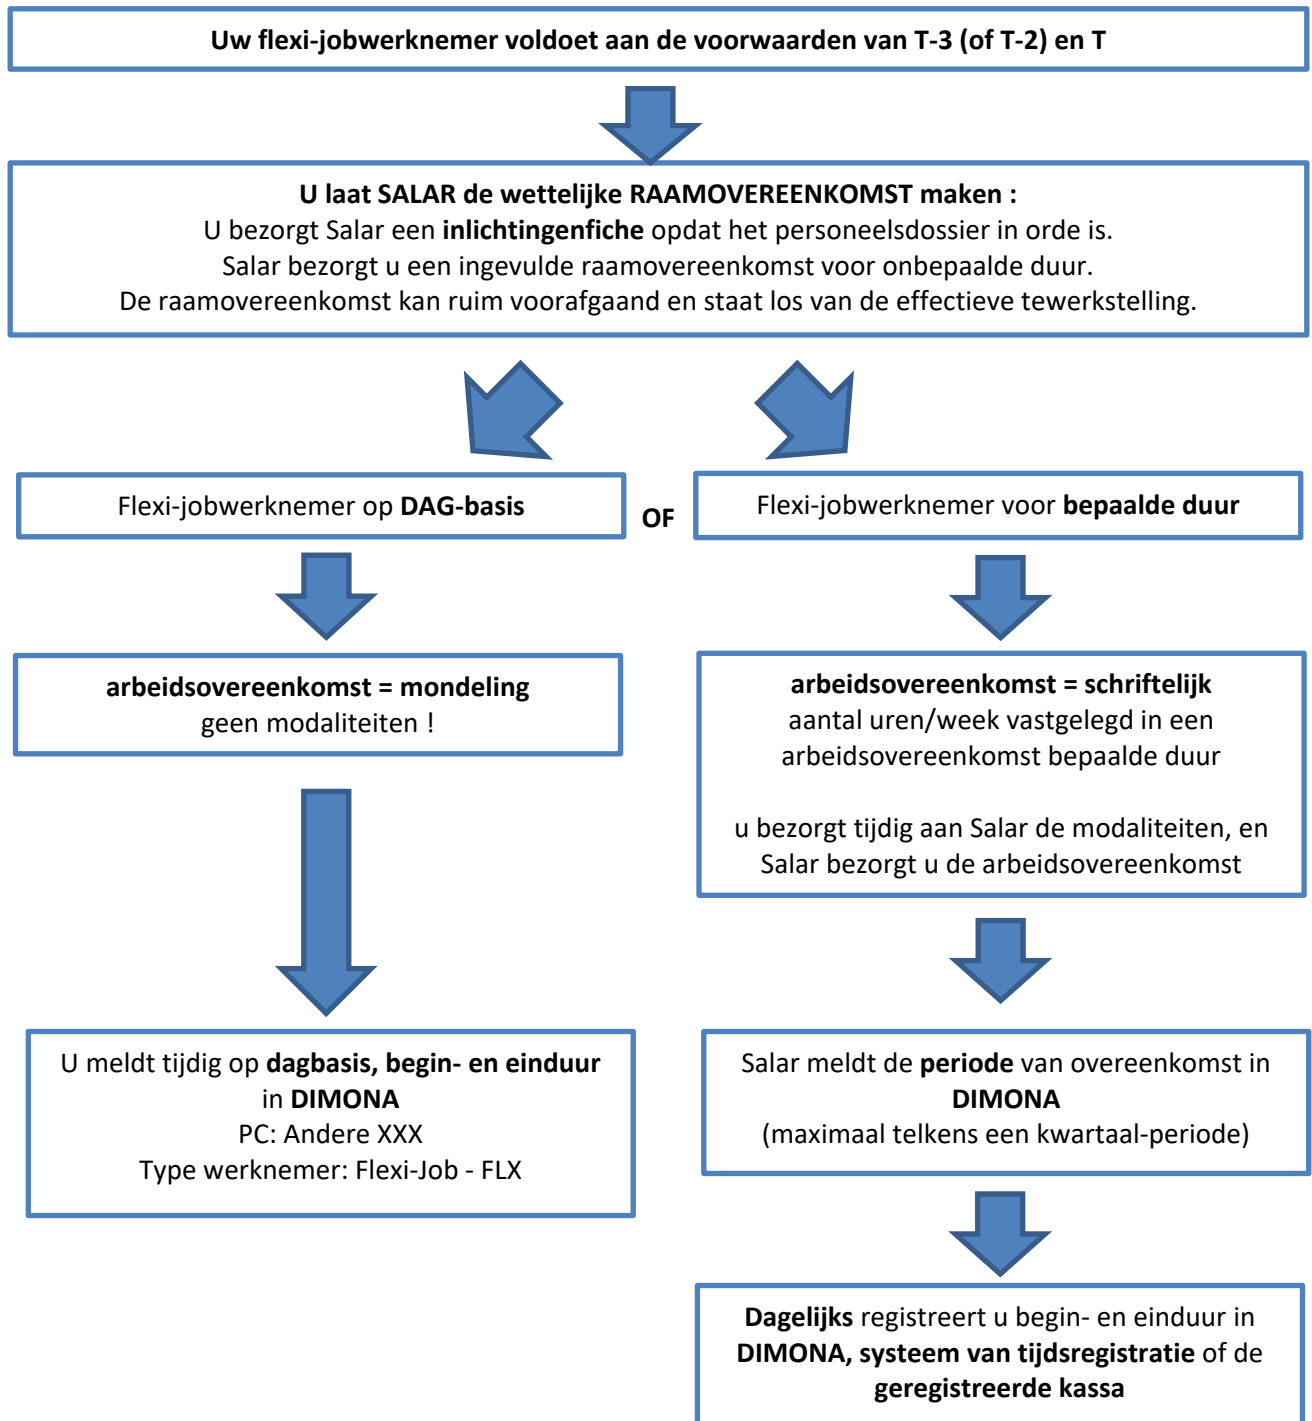 Uw flexi-jobwerknemer voldoet aan de voorwaarden van T-3 (of T-2) en T
U laat SALAR de wettelijke RAAMOVEREENKOMST maken :
U bezorgt Salar een inlichtingenfiche opdat het personeelsdossier in orde is.
Salar bezorgt u een ingevulde raamovereenkomst voor onbepaalde duur.
De raamovereenkomst kan ruim voorafgaand en staat los van de effectieve tewerkstelling.
Flexi-jobwerknemer op DAG-basis
OF
Flexi-jobwerknemer voor bepaalde duur
arbeidsovereenkomst = mondeling
geen modaliteiten !
arbeidsovereenkomst = schriftelijk
aantal uren/week vastgelegd in een
arbeidsovereenkomst bepaalde duur
u bezorgt tijdig aan Salar de modaliteiten, en
Salar bezorgt u de arbeidsovereenkomst
U meldt tijdig op dagbasis, begin- en einduur
in DIMONA
PC: Andere XXX
Type werknemer: Flexi-Job - FLX
Salar meldt de periode van overeenkomst in
DIMONA
(maximaal telkens een kwartaal-periode)
Dagelijks registreert u begin- en einduur in
DIMONA, systeem van tijdsregistratie of de
geregistreerde kassa